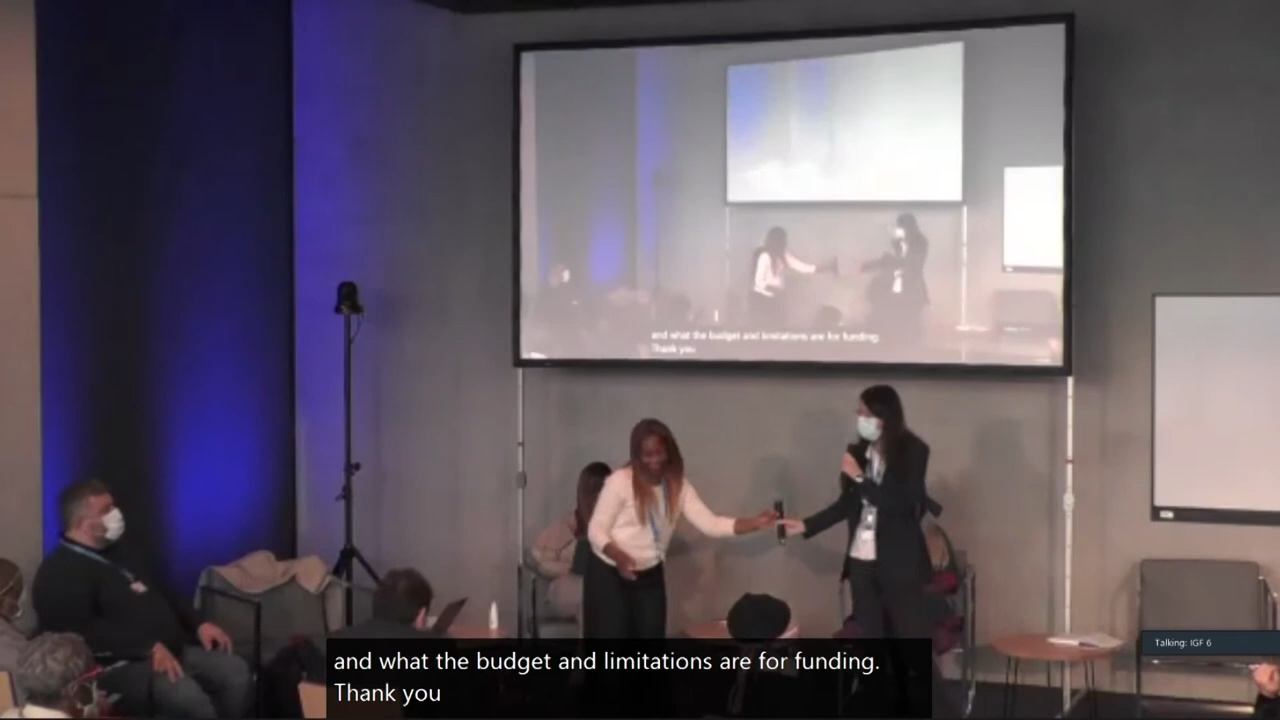 and what the budget and limitations are for funding.
Thank you
Talking: IGF 6
and what the budget and limitations are for funding.
Thank you